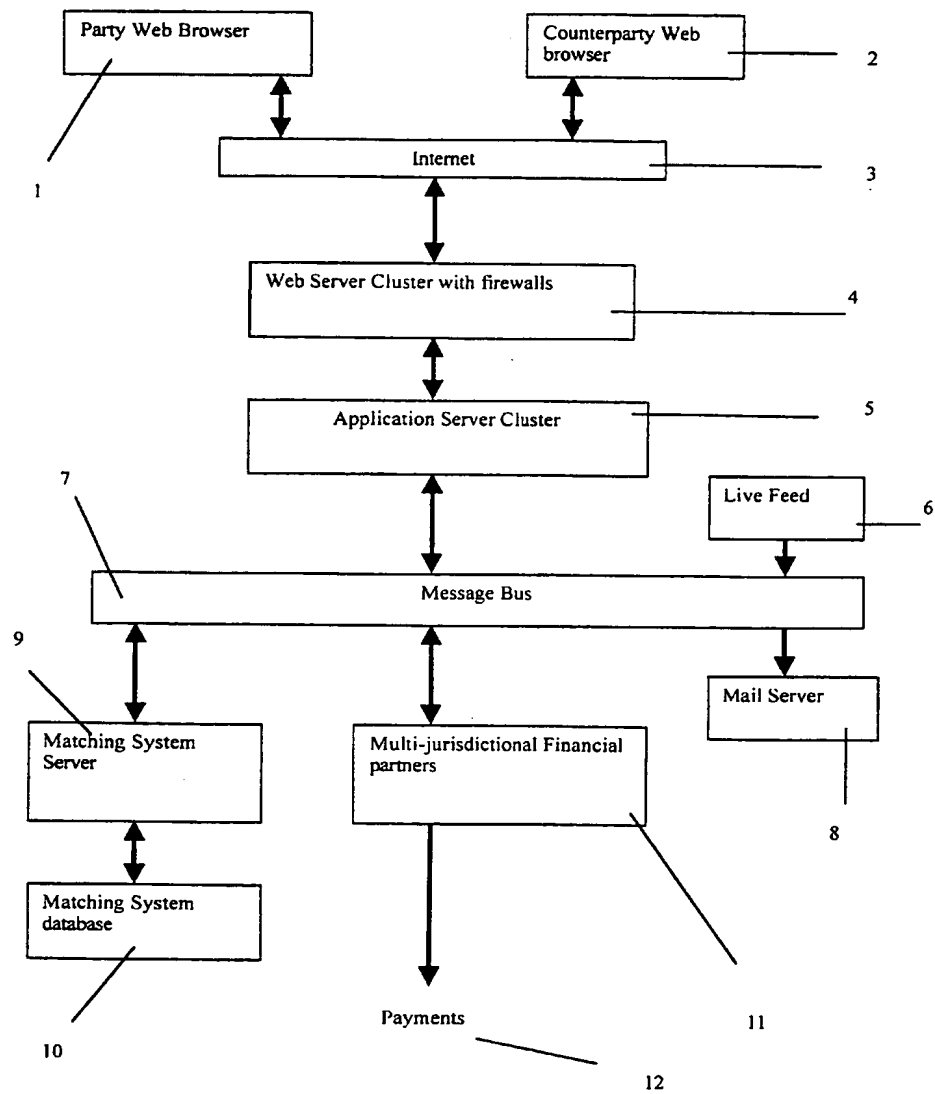 Party Web Browser
Counterparty Web
browser
2
Internet
3
1
Web Server Cluster with firewalls
4
Application Server Cluster
5
7
Live Feed
6
Message Bus
9
Mail Server
Matching System
Server
Multi-jurisdictional Financial
partners
8
Matching System
database
Payments
11
10
12